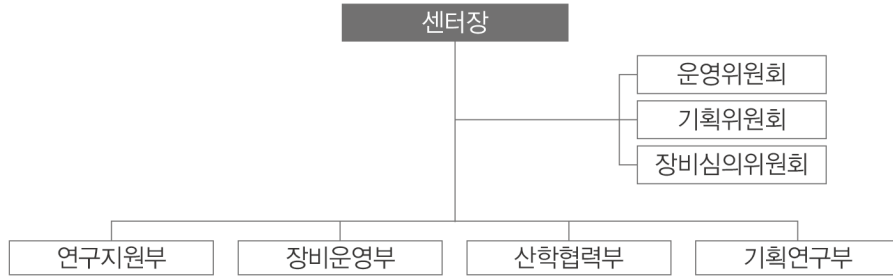 센터장
운영위원회
기획위원회
장비심의위원회
연구지원부
장비운영부
산학협력부
기획연구부